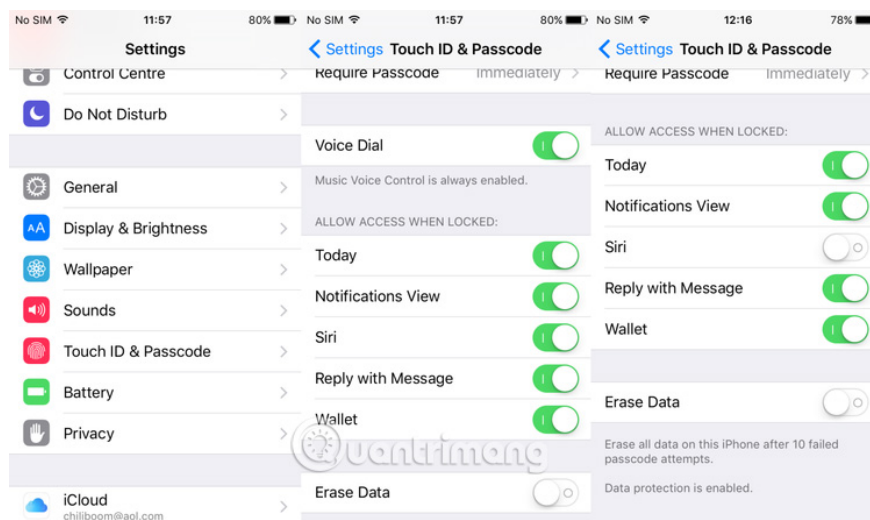 No SIM 11:57 80%
Settings
Control Centre
Do Not Disturb
General
AA Display & Brightness
Wallpaper
Sounds
Touch ID & Passcode
Battery
Privacy
iCloud
chiliboom@aol.com
No SIM 11:57 80%
Settings Touch ID & Passcode
Require Passcode Immediately
Voice Dial
Music Voice Control is always enabled.
ALLOW ACCESS WHEN LOCKED:
Today
Notifications View
Siri
Reply with Message
Wallet
Quantrimang
Erase Data
No SIM 12:16 78%
Settings Touch ID & Passcode
Require Passcode Immediately
ALLOW ACCESS WHEN LOCKED:
Today
Notifications View
Siri
Reply with Message
Wallet
Erase Data
Erase all data on this iPhone after 10 failed
passcode attempts.
Data protection is enabled.